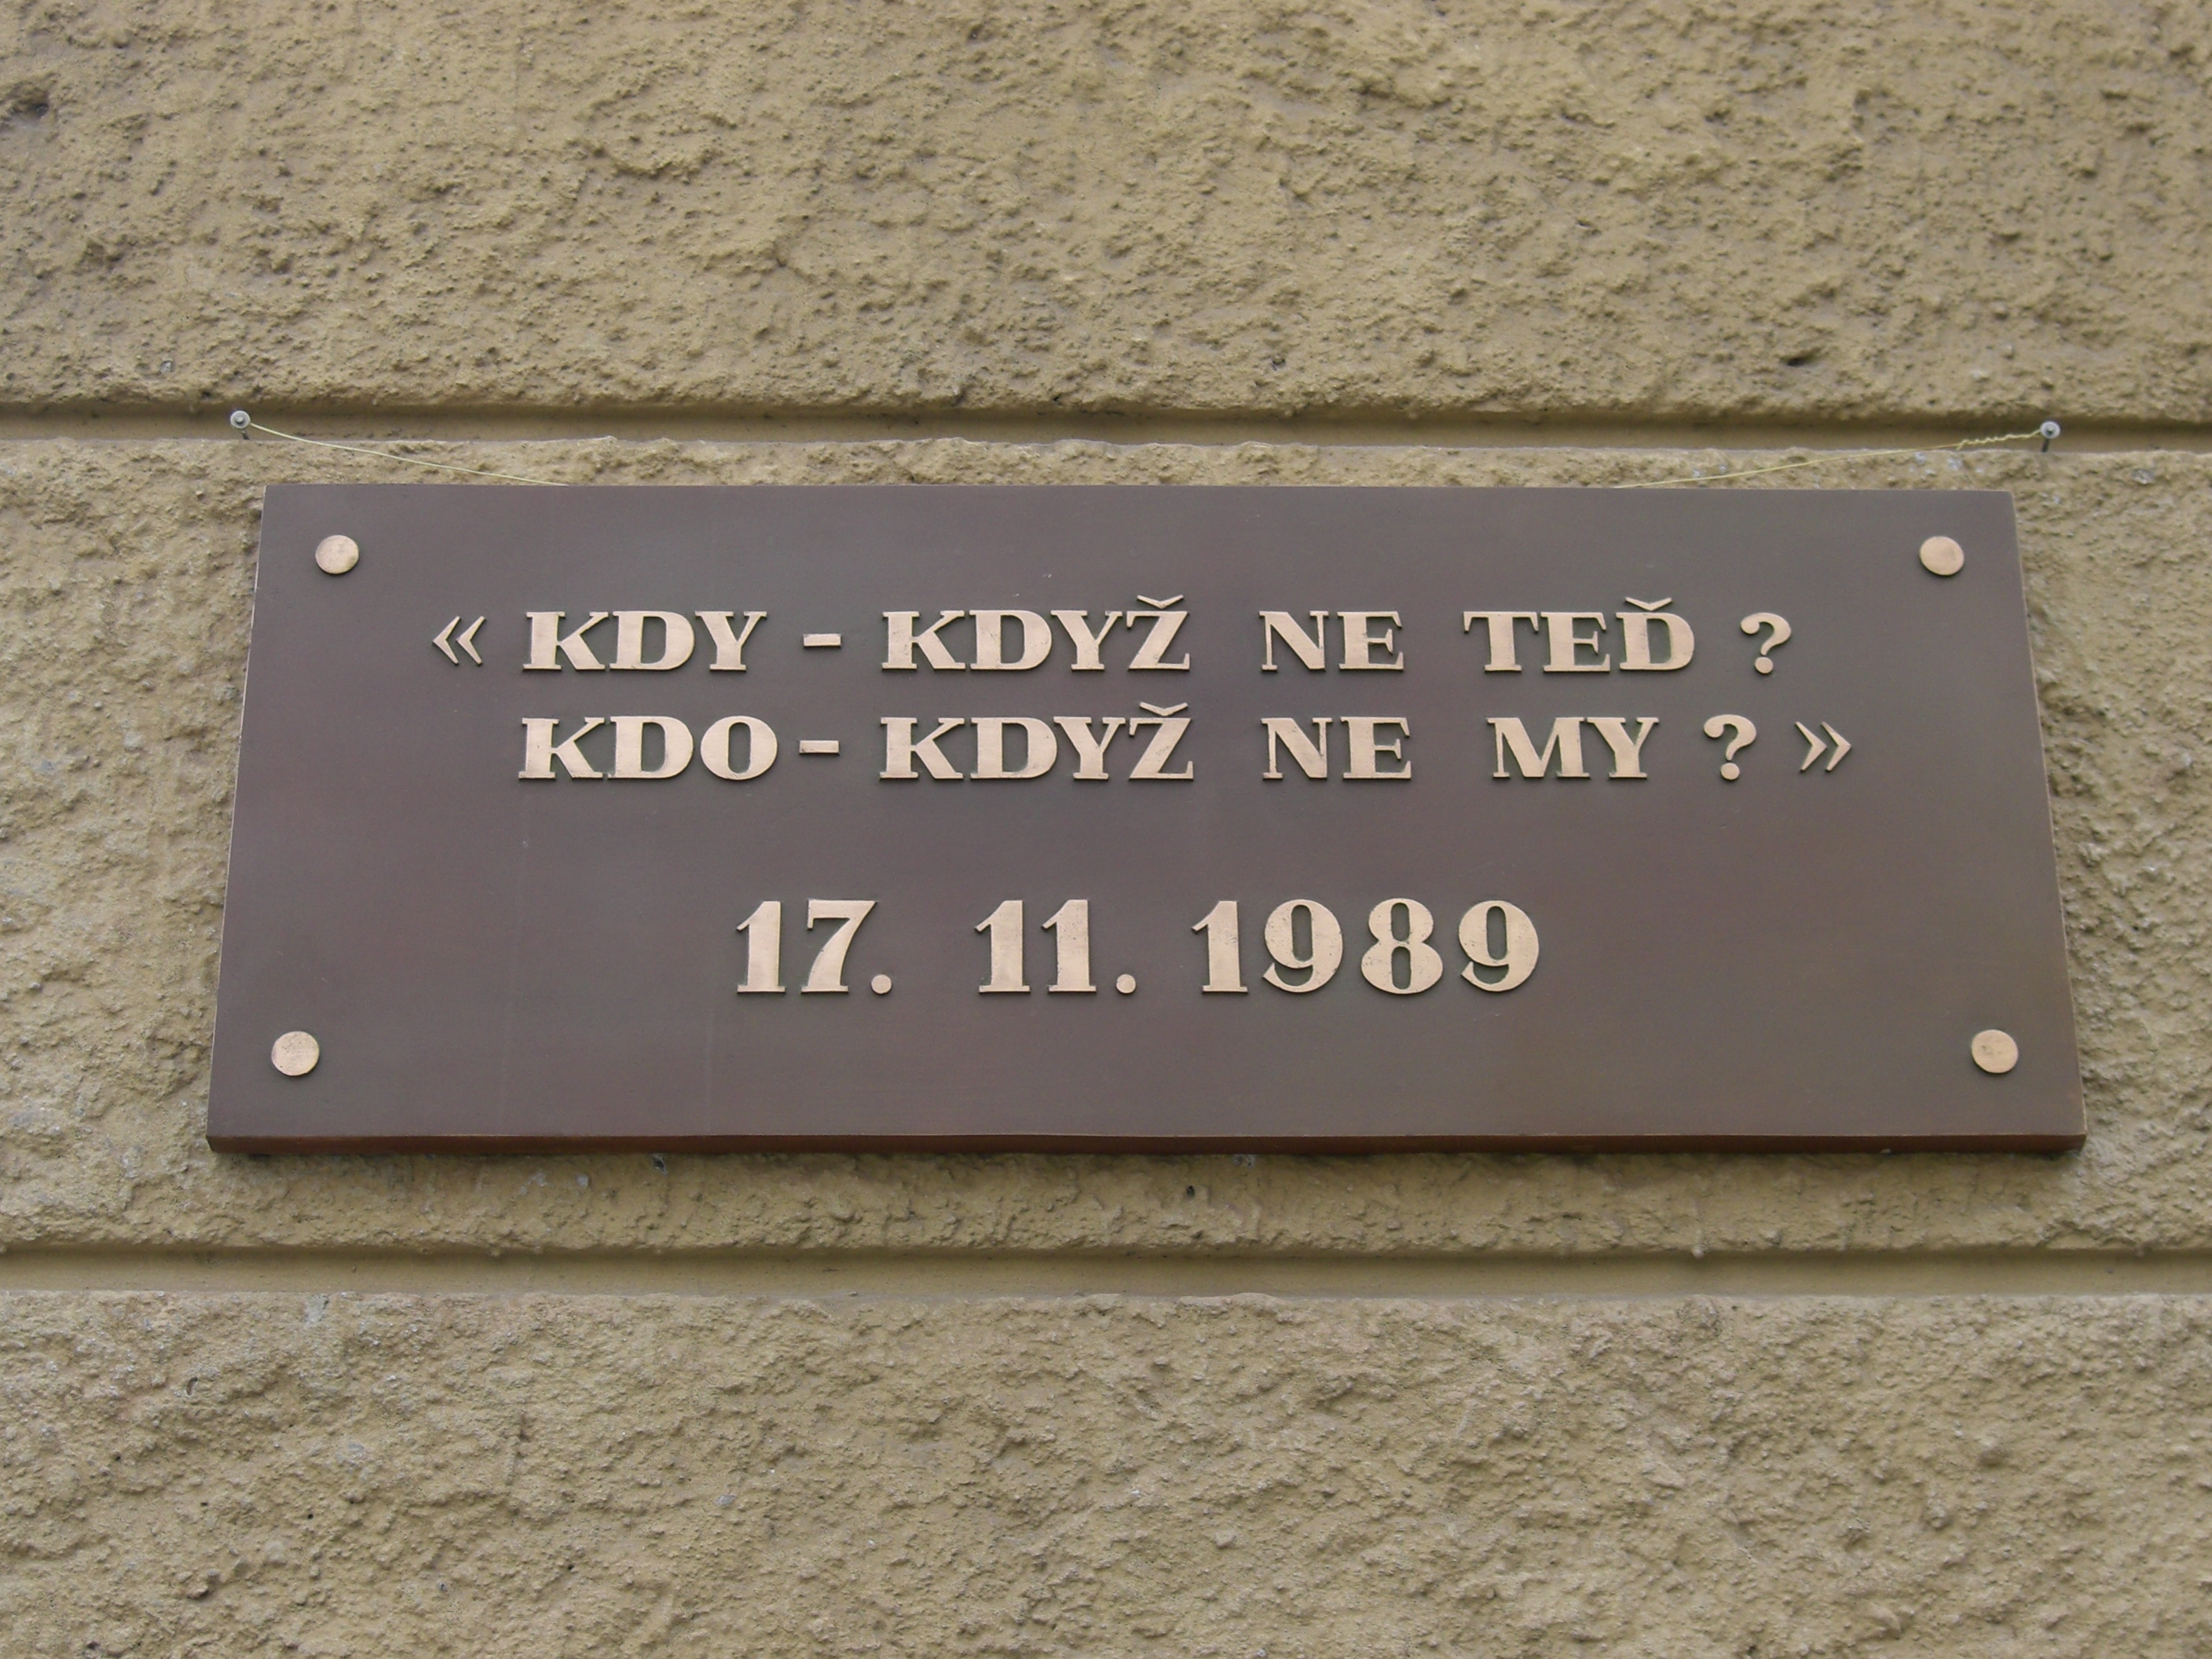 « KDY - KDYŽ NE TEĎ ?
KDO - KDYŽ NE MY ? »
17. 11. 1989